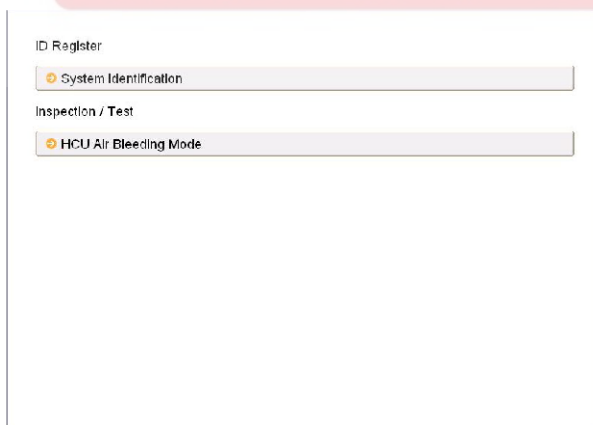 ID Register
System Identification
Inspection / Test
HCU Air Bleeding Mode